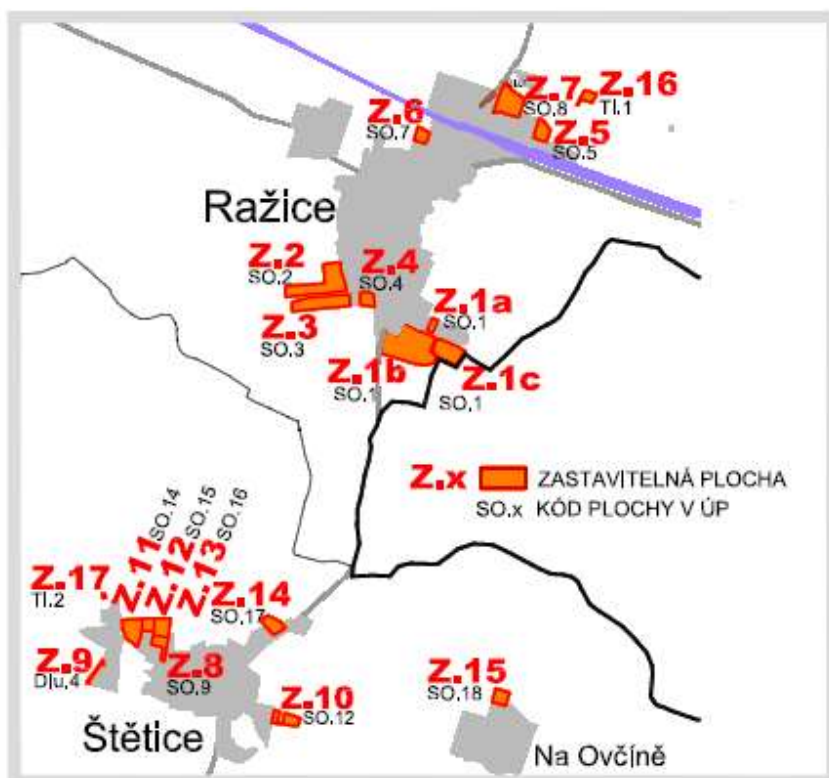 Z.7
Z.16
SO.8
TI.1
Z.6
SO.7
Z.5
SO.5
Ražice
Z.2
SO.2
Z.4
SO.4
Z.3
SO.3
Z.1a
SO.1
Z.1b
SO.1
Z.1c
SO.1
Z.x ZASTAVITELNÁ PLOCHA
SO.x KÓD PLOCHY V ÚP
Z.11 SO.14
Z.12 SO.15
Z.13 SO.16
Z.17
TI.2
Z.14
SO.17
Z.9
DIu.4
Z.8
SO.9
Z.10
SO.12
Z.15
SO.18
Štětice
Na Ovčíně